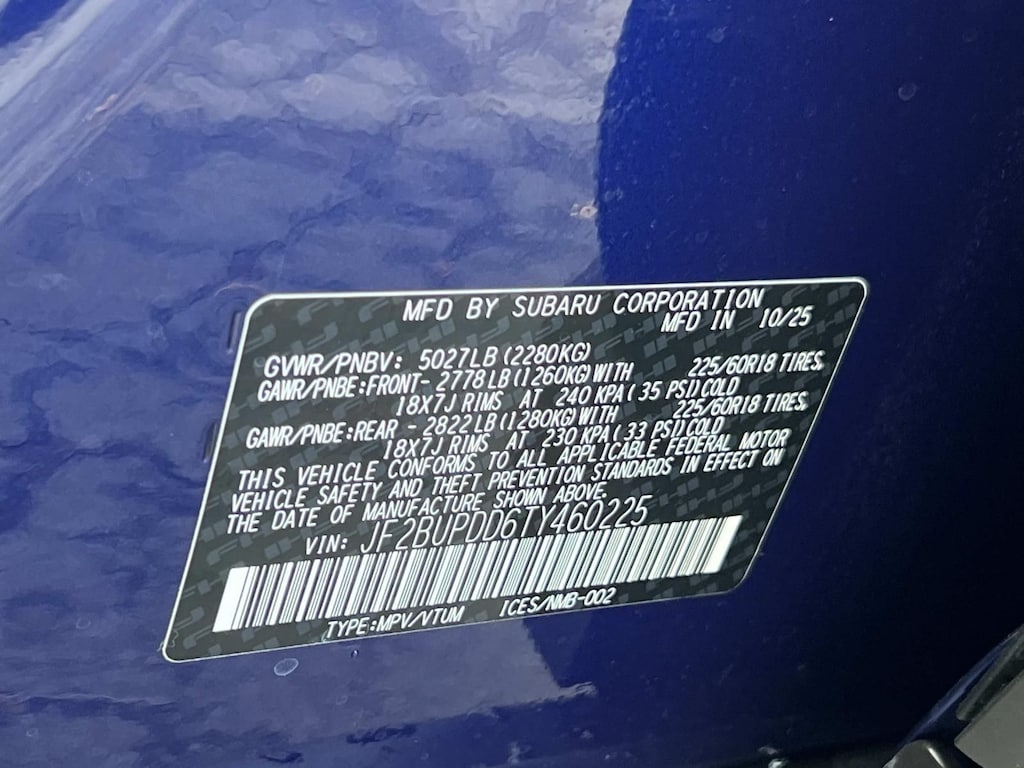 MFD BY SUBARU CORPORATION
MFD IN 10/25
GVWR/PNBV: 5027LB (2280KG)
GAWR/PNBE:FRONT- 2778LB(1260KG)WITH 225/60R18 TIRES,
18X7J RIMS AT 240 KPA( 35 PSI)COLD
GAWR/PNBE:REAR - 2822LB(1280KG)WITH 225/60R18 TIRES,
18X7J RIMS AT 230 KPA( 33 PSI)COLD
THIS VEHICLE CONFORMS TO ALL APPLICABLE FEDERAL MOTOR
VEHICLE SAFETY AND THEFT PREVENTION STANDARDS IN EFFECT ON
THE DATE OF MANUFACTURE SHOWN ABOVE.
VIN: JF2BUPDD6TY460225
TYPE:MPV/VTUM ICES/NMB-002